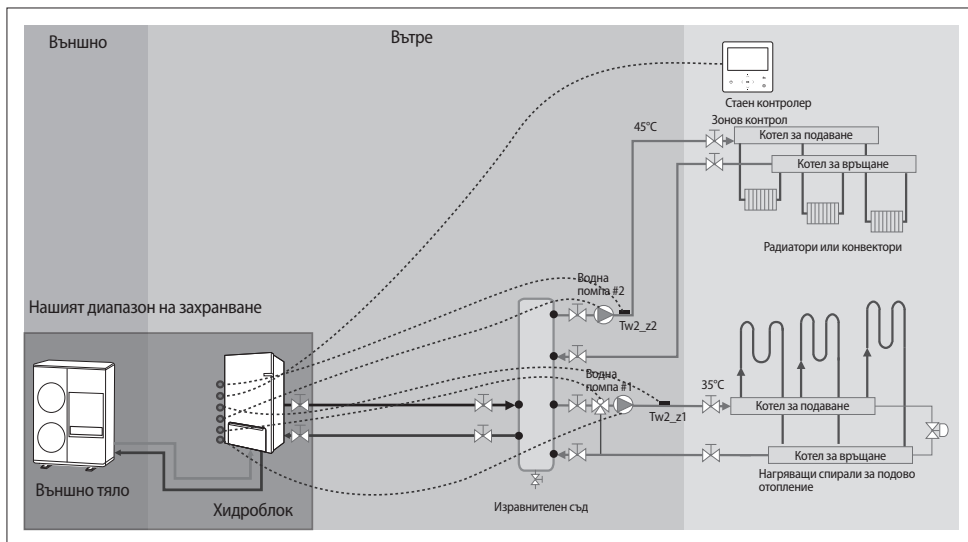 Външно
Вътре
Стаен контролер
Зонов контрол
45°C
Котел за подаване
Котел за връщане
Радиатори или конвектори
Нашият диапазон на захранване
Водна
помпа #2
Tw2_z2
Водна
помпа #1
35°C
Tw2_z1
Котел за подаване
Котел за връщане
Нагряващи спирали за подово
отопление
Външно тяло
Хидроблок
Изравнителен съд